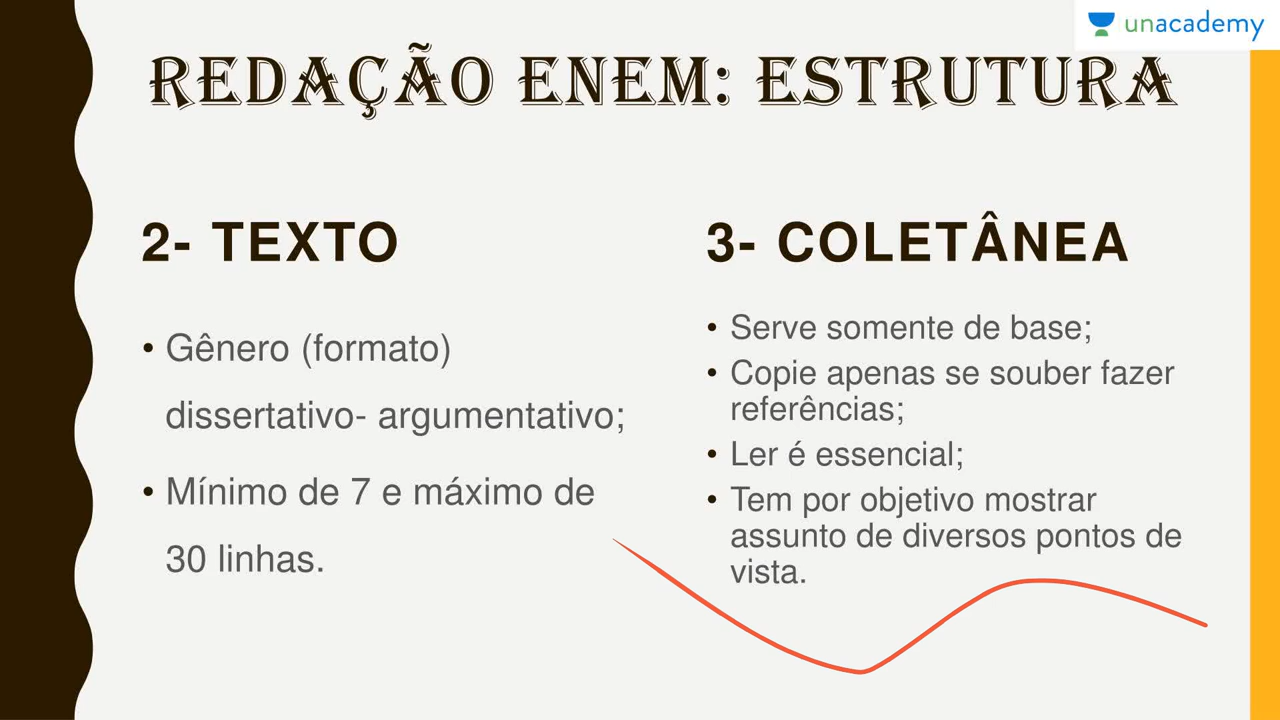 unacademy
REDAÇÃO ENEM: ESTRUTURA
2- TEXTO
• Gênero (formato)
dissertativo- argumentativo;
• Mínimo de 7 e máximo de
30 linhas.
3- COLETÂNEA
• Serve somente de base;
• Copie apenas se souber fazer
referências;
• Ler é essencial;
• Tem por objetivo mostrar
assunto de diversos pontos de
vista.